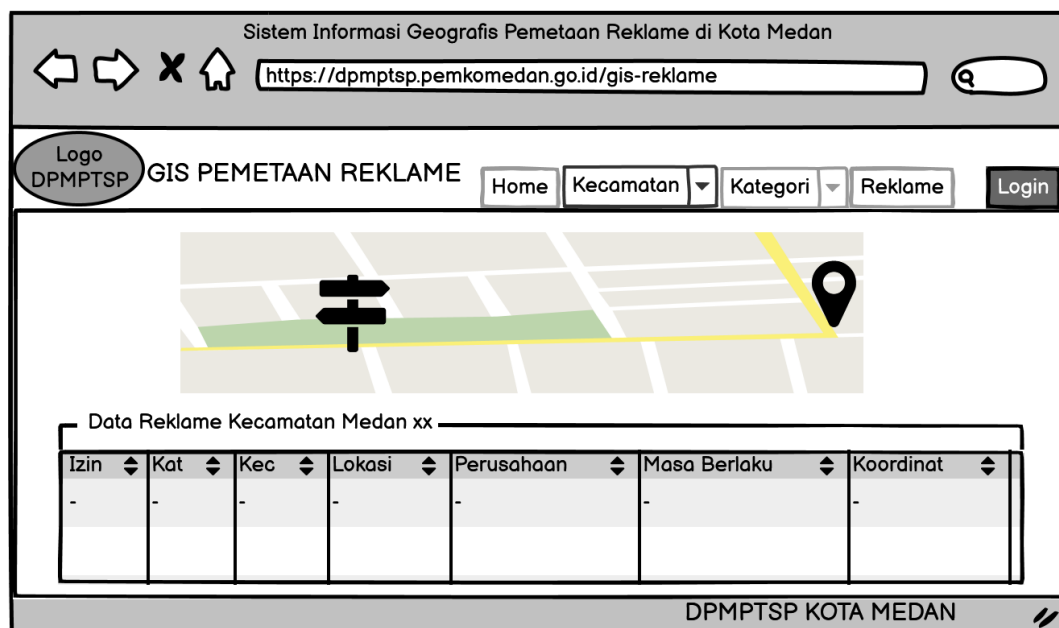 Sistem Informasi Geografis Pemetaan Reklame di Kota Medan
https://dpmptsp.pemkomedan.go.id/gis-reklame
Logo
DPMPTSP
GIS PEMETAAN REKLAME
Home Kecamatan Kategori Reklame Login
Data Reklame Kecamatan Medan xx
Izin Kat Kec Lokasi Perusahaan Masa Berlaku Koordinat
- - - - - - -
DPMPTSP KOTA MEDAN